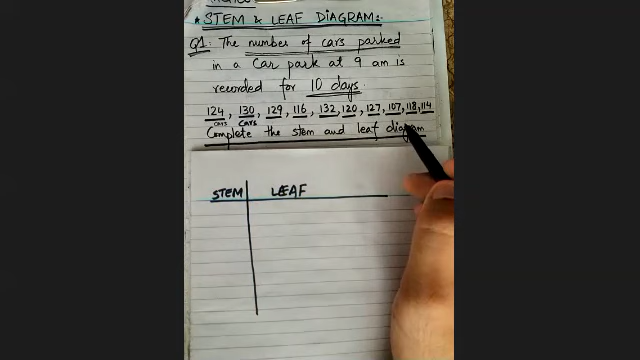 * STEM & LEAF DIAGRAM:-
Q1: The number of cars parked
in a Car park at 9 am is
recorded for 10 days.
124, 130, 129, 116, 132, 120, 127, 107, 118, 114
cars cars
Complete the stem and leaf diagram
STEM LEAF